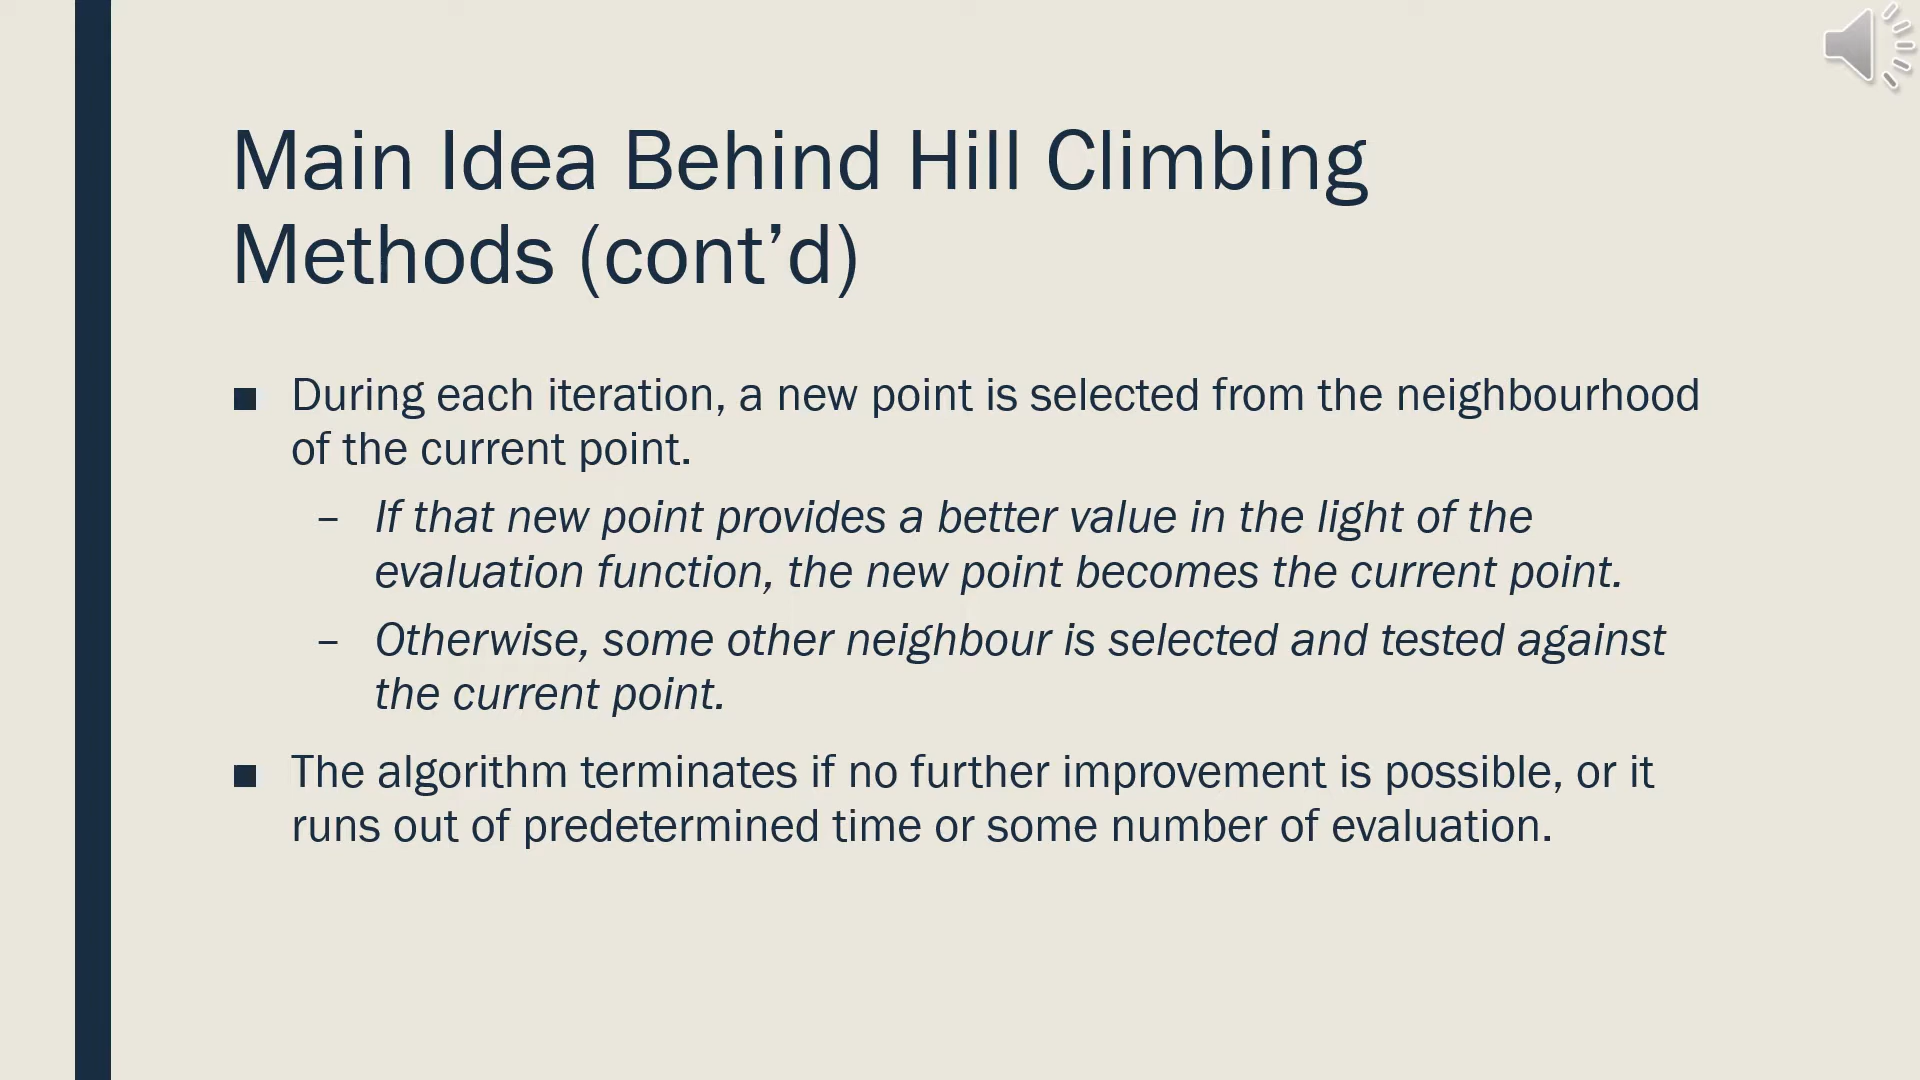 Main Idea Behind Hill Climbing
Methods (cont’d)
■ During each iteration, a new point is selected from the neighbourhood
of the current point.
– If that new point provides a better value in the light of the
evaluation function, the new point becomes the current point.
– Otherwise, some other neighbour is selected and tested against
the current point.
■ The algorithm terminates if no further improvement is possible, or it
runs out of predetermined time or some number of evaluation.